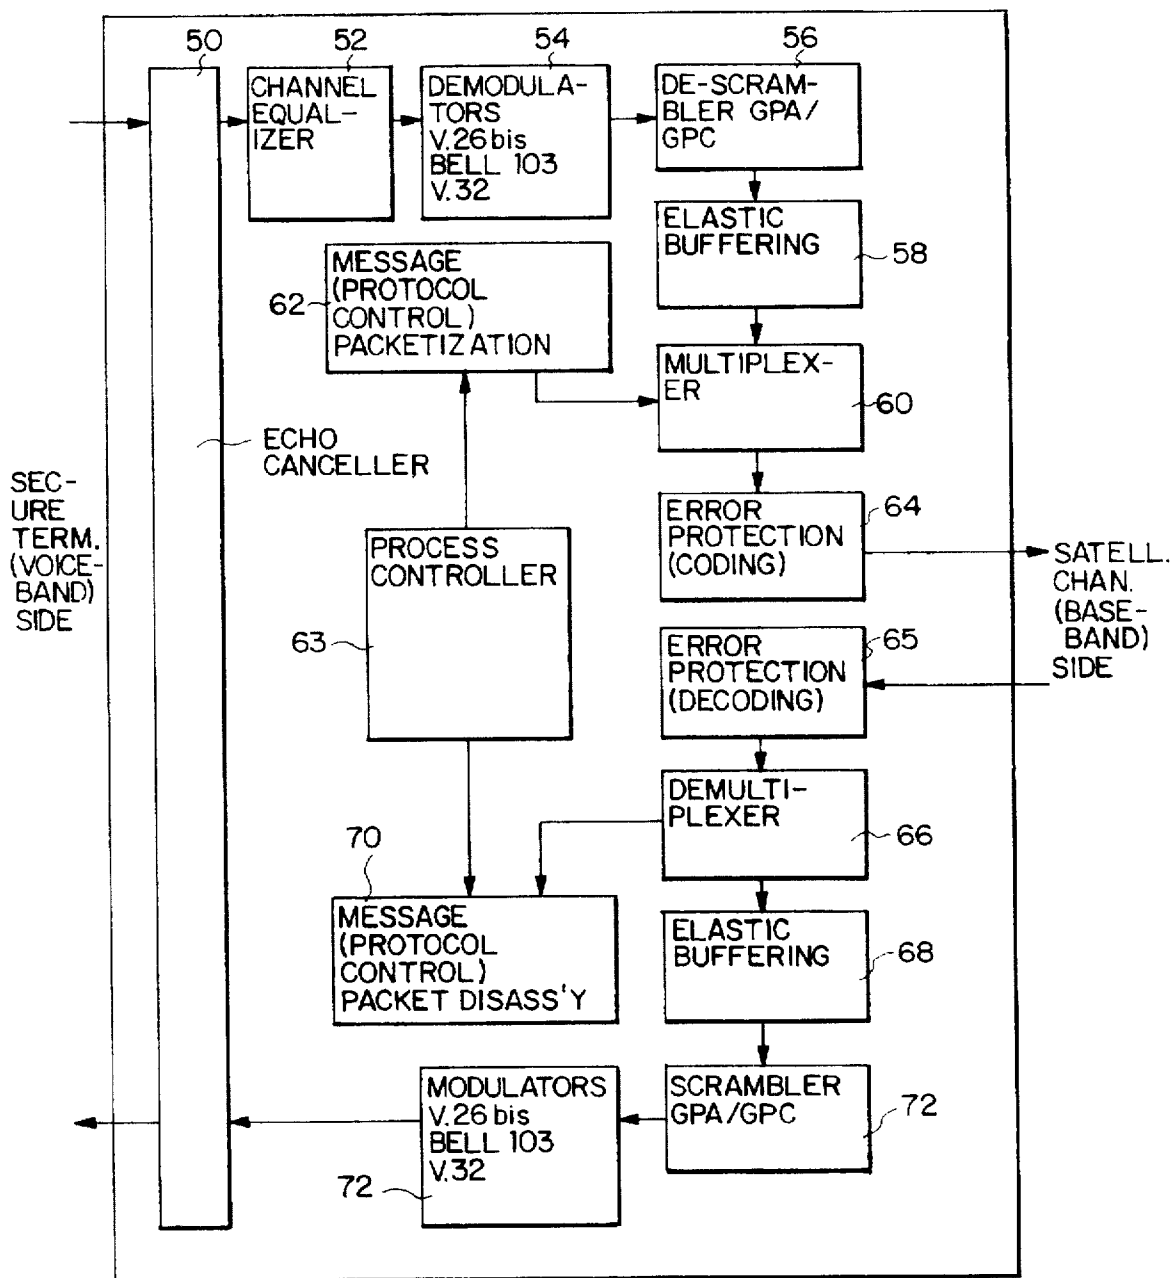 50
52
54
56
CHANNEL
EQUAL-
IZER
DEMODULA-
TORS
V.26 bis
BELL 103
V.32
DE-SCRAM-
BLER GPA/
GPC
ELASTIC
BUFFERING
58
MESSAGE
(PROTOCOL
CONTROL)
PACKETIZATION
62
MULTIPLEX-
ER
60
ECHO
CANCELLER
SEC-
URE
TERM.
(VOICE-
BAND)
SIDE
ERROR
PROTECTION
(CODING)
64
PROCESS
CONTROLLER
63
SATELL.
CHAN.
(BASE-
BAND)
SIDE
ERROR
PROTECTION
(DECODING)
65
DEMULTI-
PLEXER
66
70
MESSAGE
(PROTOCOL
CONTROL)
PACKET DISASS'Y
ELASTIC
BUFFERING
68
MODULATORS
V.26 bis
BELL 103
V.32
72
SCRAMBLER
GPA/GPC
72